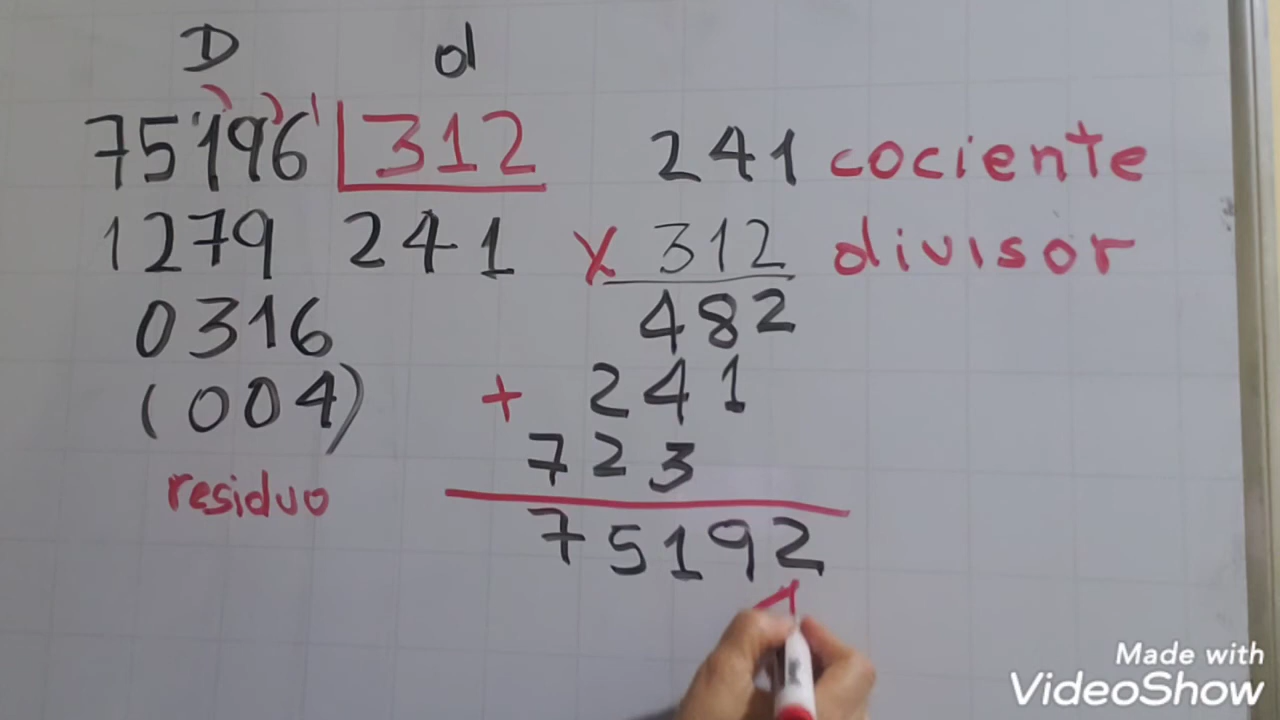 D d
75196 312
1279 241
0316
(004)
residuo
241 cociente
x 312 divisor
482
+ 241
723
75192
Made with
VideoShow